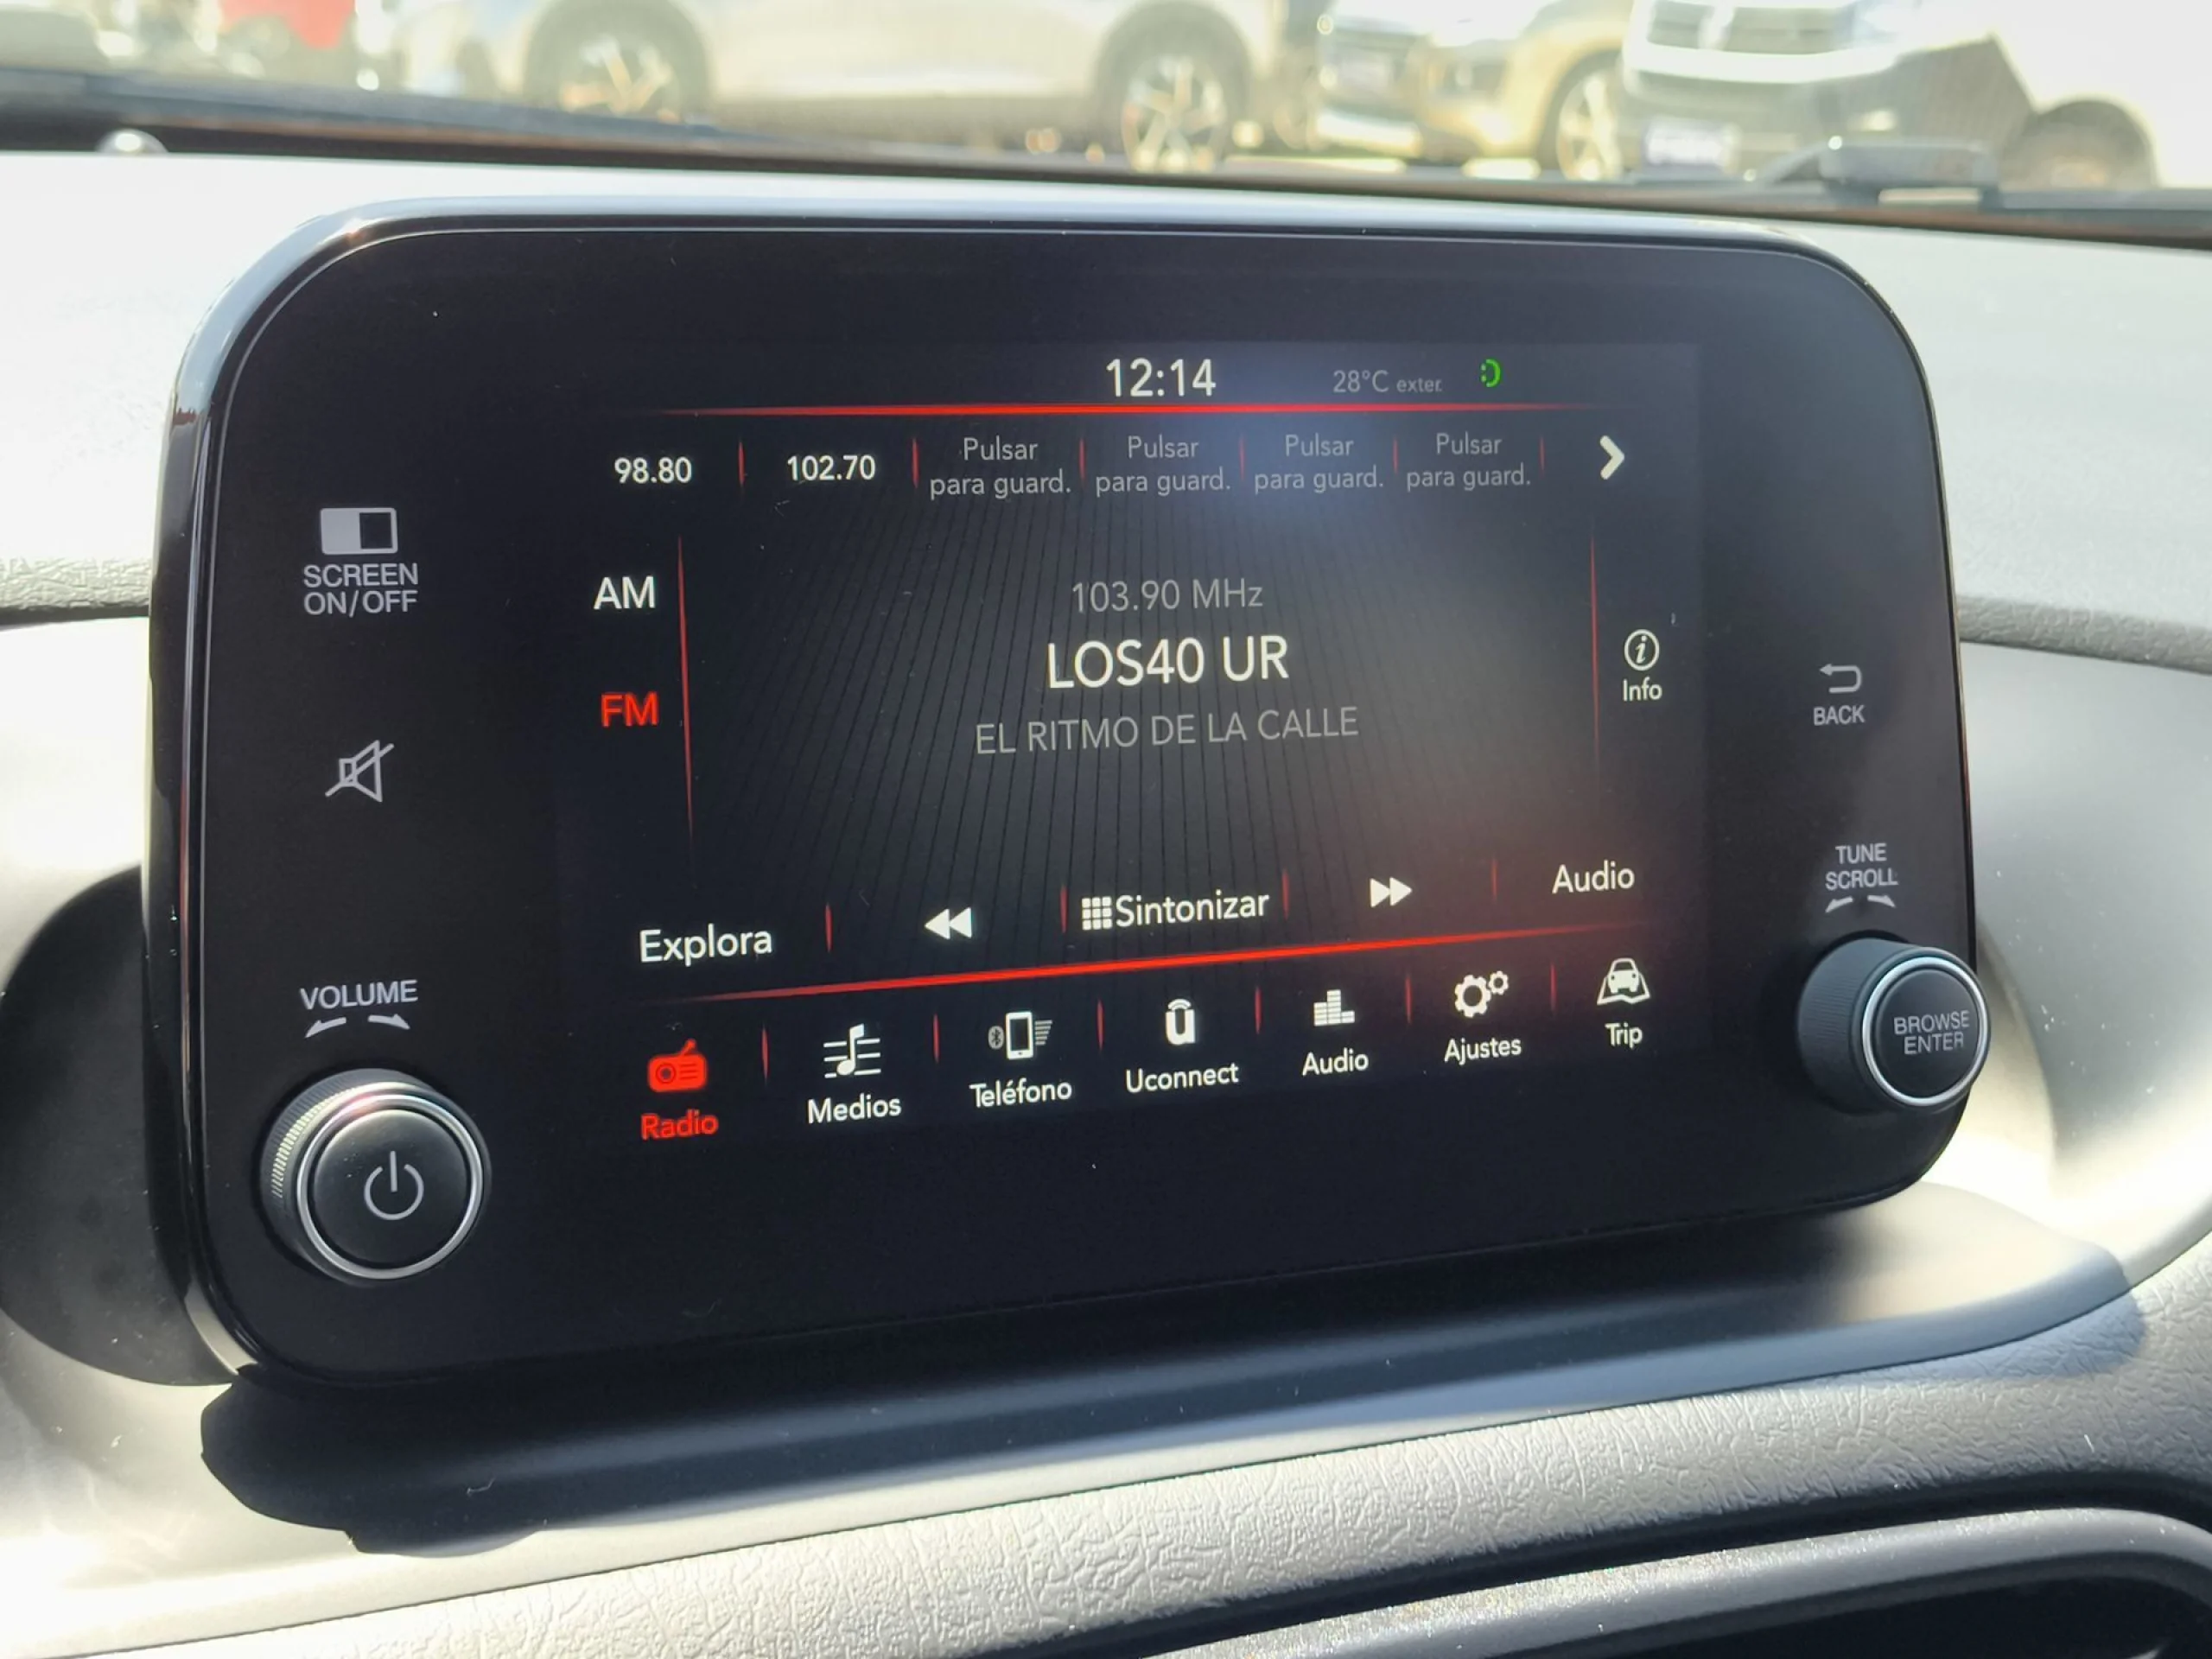 12:14
28°C exter.
98.80
102.70
Pulsar
para guard.
Pulsar
para guard.
Pulsar
para guard.
Pulsar
para guard.
SCREEN
ON/OFF
AM
FM
103.90 MHz
LOS40 UR
EL RITMO DE LA CALLE
i
Info
BACK
TUNE
SCROLL
Explora
Sintonizar
Audio
VOLUME
Radio
Medios
Teléfono
Uconnect
Audio
Ajustes
Trip
BROWSE
ENTER